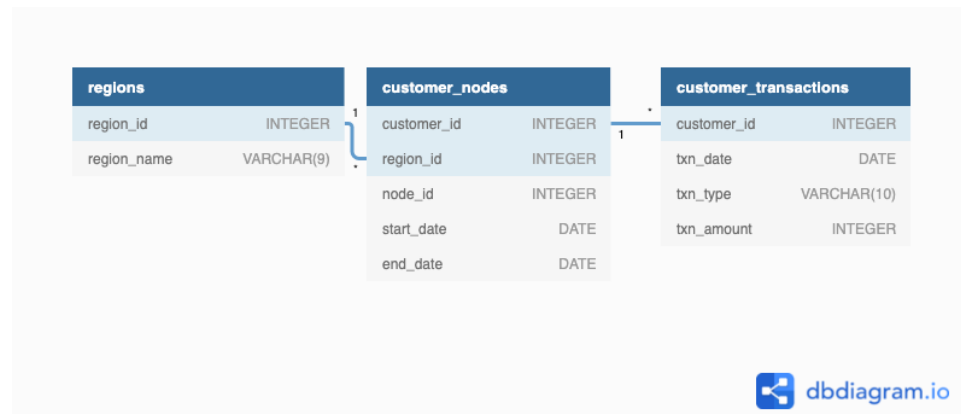 regions
region_id INTEGER
region_name VARCHAR(9)
1
*
customer_nodes
customer_id INTEGER
region_id INTEGER
node_id INTEGER
start_date DATE
end_date DATE
1
*
customer_transactions
customer_id INTEGER
txn_date DATE
txn_type VARCHAR(10)
txn_amount INTEGER
dbdiagram.io